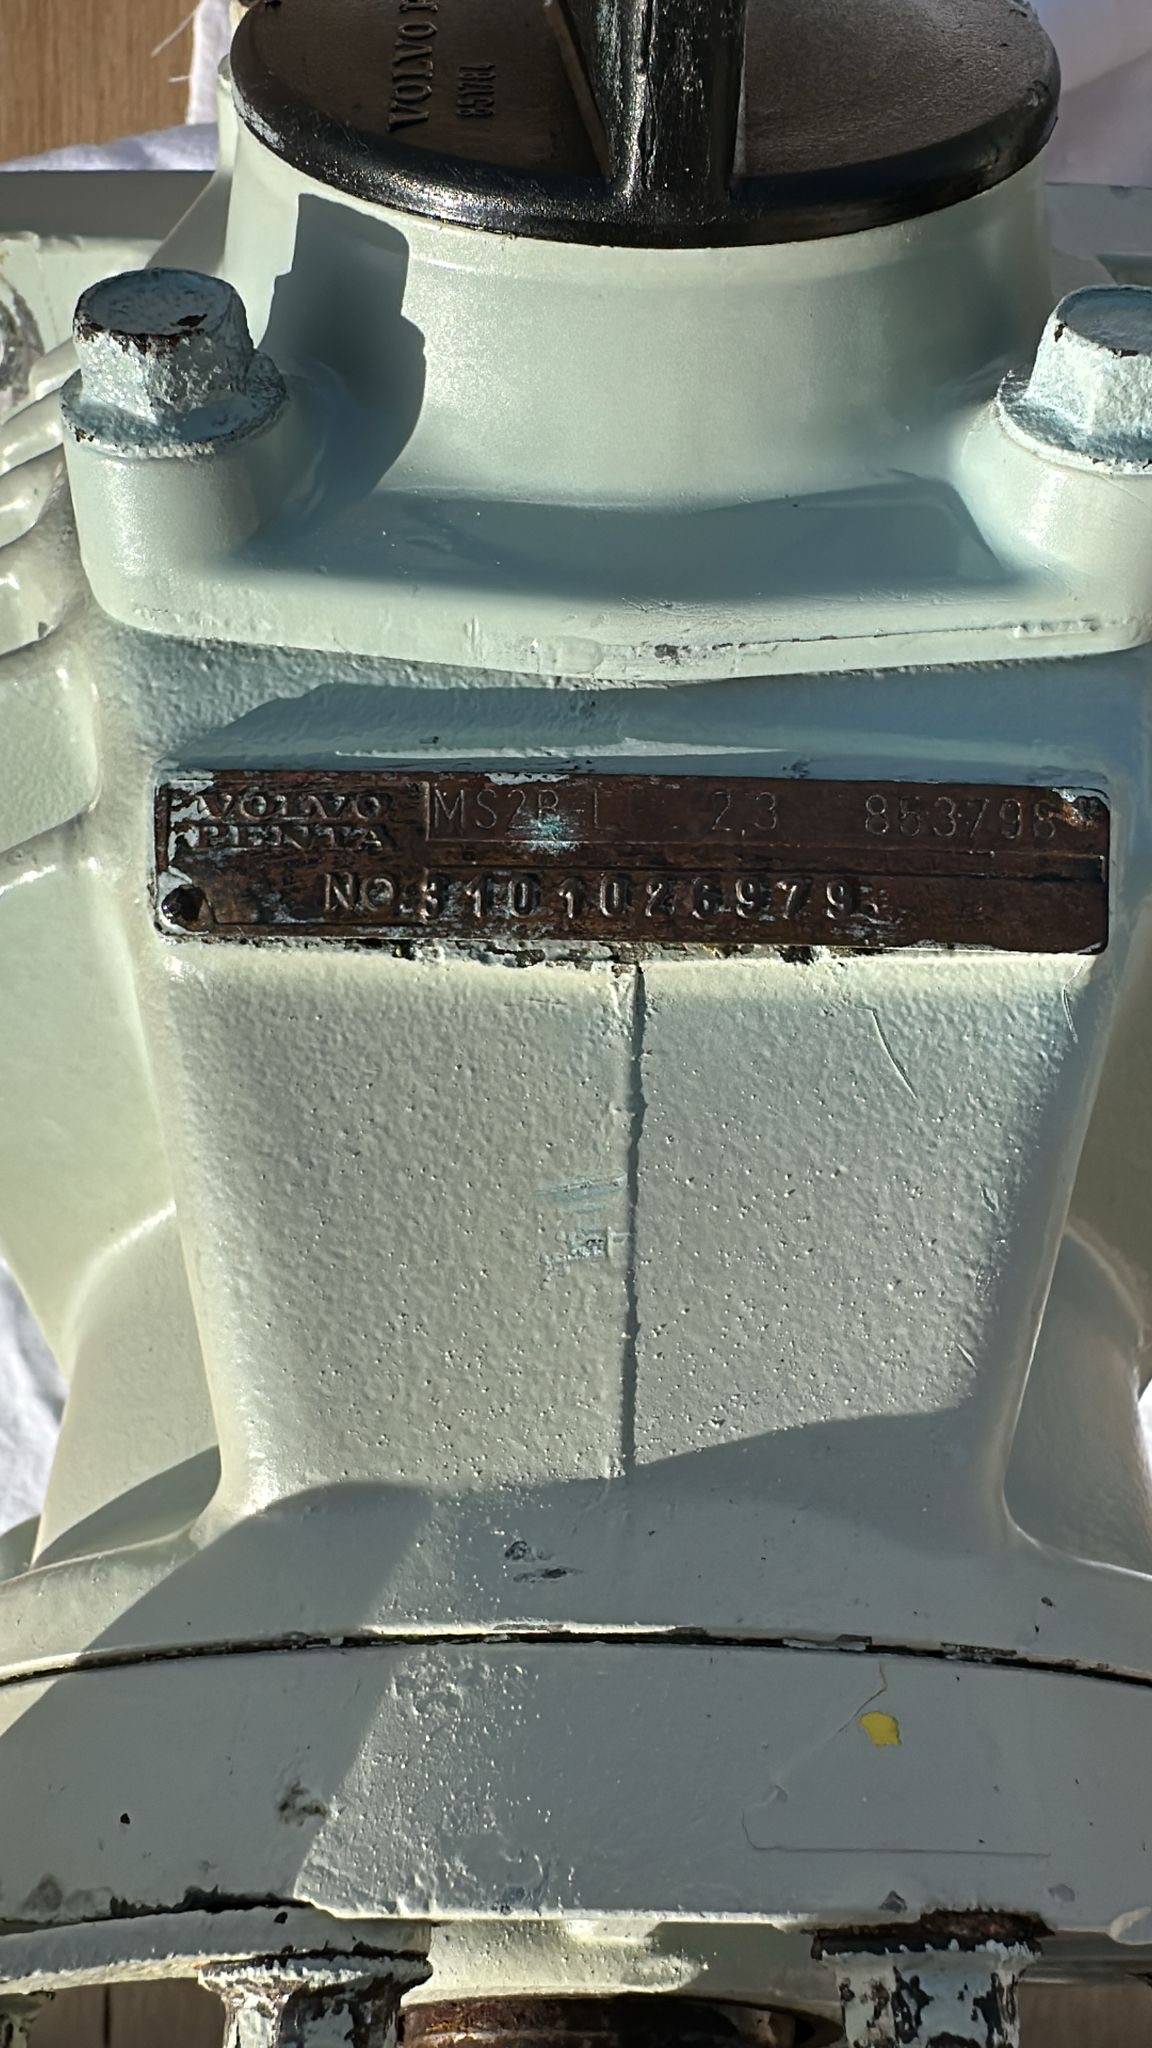 VOLVO P
VOLVO PENTA MS2B-L 2,3 853798
NO.3101026979